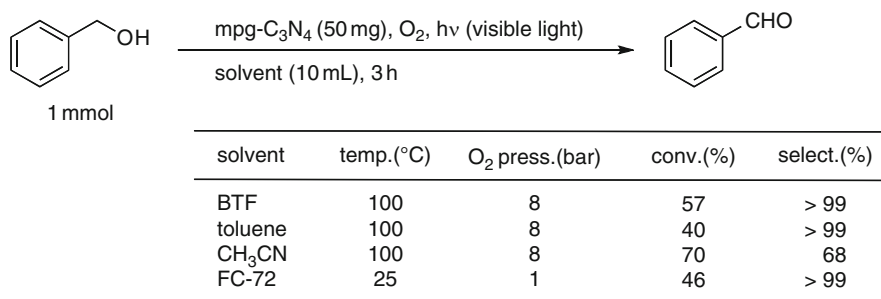 mpg-C₃N₄ (50 mg), O₂, hν (visible light)
CHO
OH
solvent (10 mL), 3 h
1 mmol
solvent temp.(°C) O₂ press.(bar) conv.(%) select.(%)
BTF 100 8 57 > 99
toluene 100 8 40 > 99
CH₃CN 100 8 70 68
FC-72 25 1 46 > 99